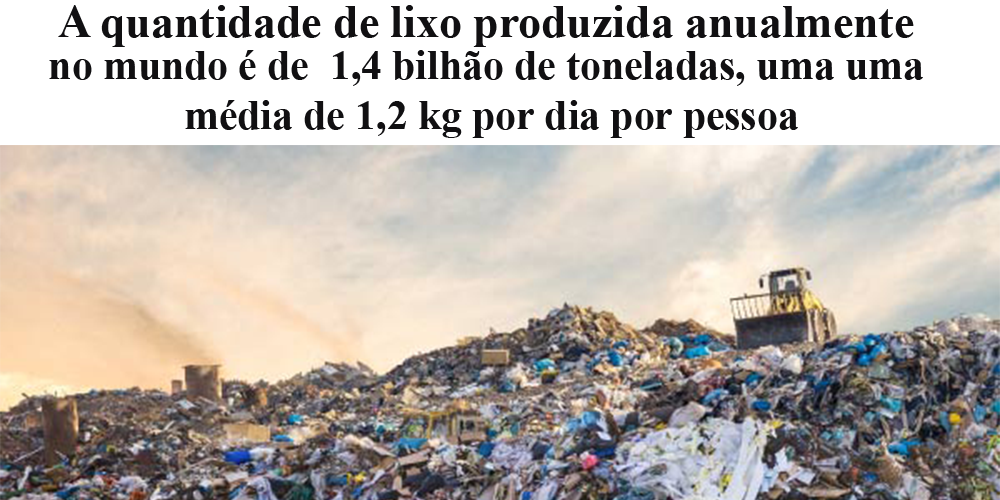 A quantidade de lixo produzida anualmente
no mundo é de 1,4 bilhão de toneladas, uma uma
média de 1,2 kg por dia por pessoa